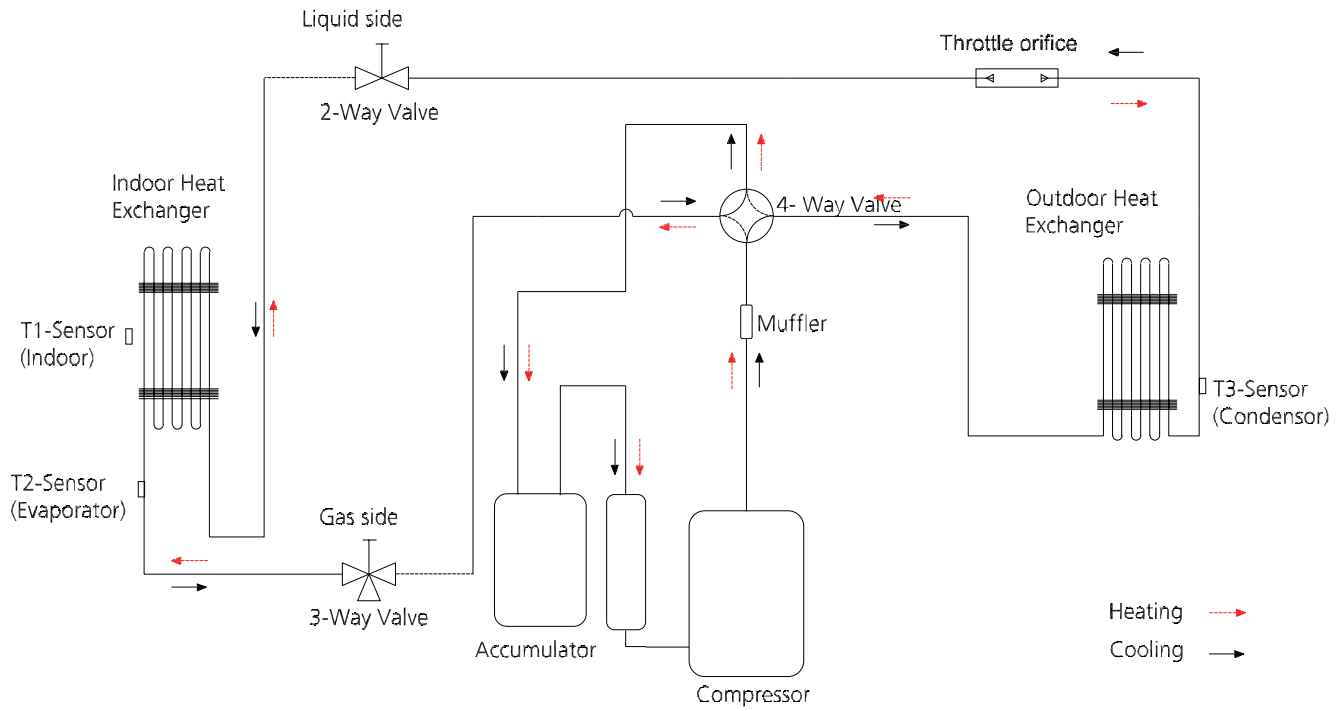 Liquid side
2-Way Valve
Throttle orifice
Indoor Heat
Exchanger
4- Way Valve
Outdoor Heat
Exchanger
T1-Sensor
(Indoor)
Muffler
T3-Sensor
(Condensor)
T2-Sensor
(Evaporator)
Gas side
3-Way Valve
Accumulator
Compressor
Heating
Cooling